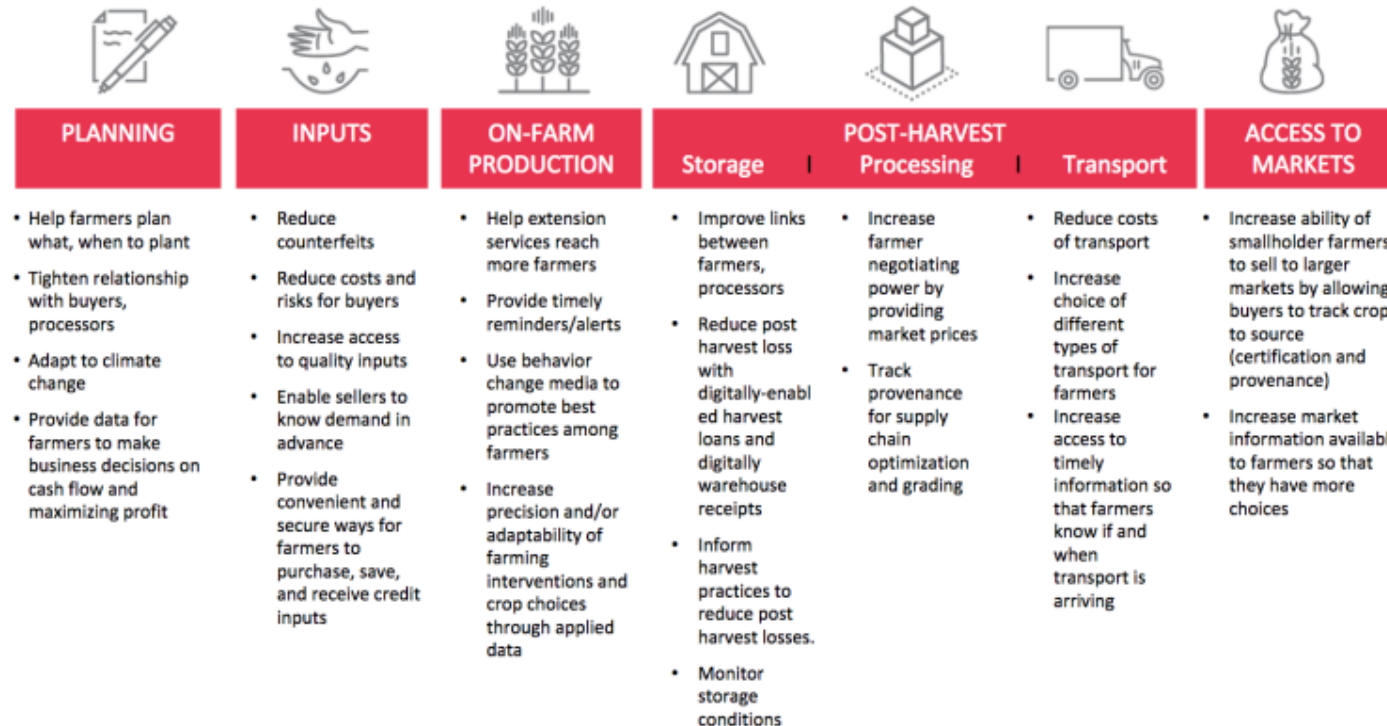 PLANNING
INPUTS
ON-FARM
PRODUCTION
POST-HARVEST
Storage | Processing | Transport
ACCESS TO
MARKETS
• Help farmers plan
what, when to plant
• Tighten relationship
with buyers,
processors
• Adapt to climate
change
• Provide data for
farmers to make
business decisions on
cash flow and
maximizing profit
• Reduce
counterfeits
• Reduce costs and
risks for buyers
• Increase access
to quality inputs
• Enable sellers to
know demand in
advance
• Provide
convenient and
secure ways for
farmers to
purchase, save,
and receive credit
inputs
• Help extension
services reach
more farmers
• Provide timely
reminders/alerts
• Use behavior
change media to
promote best
practices among
farmers
• Increase
precision and/or
adaptability of
farming
interventions and
crop choices
through applied
data
• Improve links
between
farmers,
processors
• Reduce post
harvest loss
with
digitally-enabl
ed harvest
loans and
digitally
warehouse
receipts
• Inform
harvest
practices to
reduce post
harvest losses.
• Monitor
storage
conditions
• Increase
farmer
negotiating
power by
providing
market prices
• Track
provenance
for supply
chain
optimization
and grading
• Reduce costs
of transport
• Increase
choice of
different
types of
transport for
farmers
• Increase
access to
timely
information so
that farmers
know if and
when
transport is
arriving
• Increase ability of
smallholder farmers
to sell to larger
markets by allowing
buyers to track crop
to source
(certification and
provenance)
• Increase market
information availabl
to farmers so that
they have more
choices